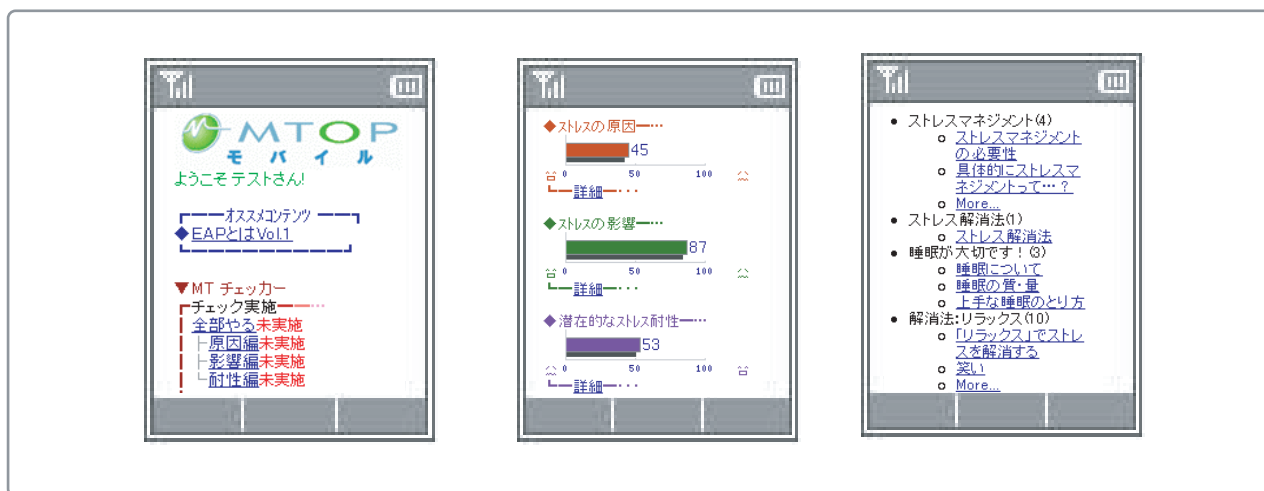 MTOP
モバイル
ようこそテストさん!
オススメコンテンツ
◆EAPとはVol.1
▼MT チェッカー
チェック実施
全部やる未実施
原因編未実施
影響編未実施
耐性編未実施
◆ストレスの原因
45
0 50 100
詳細
◆ストレスの影響
87
0 50 100
詳細
◆潜在的なストレス耐性
53
0 50 100
詳細
ストレスマネジメント(4)
ストレスマネジメント
の必要性
具体的にストレスマ
ネジメントって…？
More...
ストレス解消法(1)
ストレス解消法
睡眠が大切です！(3)
睡眠について
睡眠の質・量
上手な睡眠のとり方
解消法:リラックス(10)
「リラックス」でストレ
スを解消する
笑い
More...